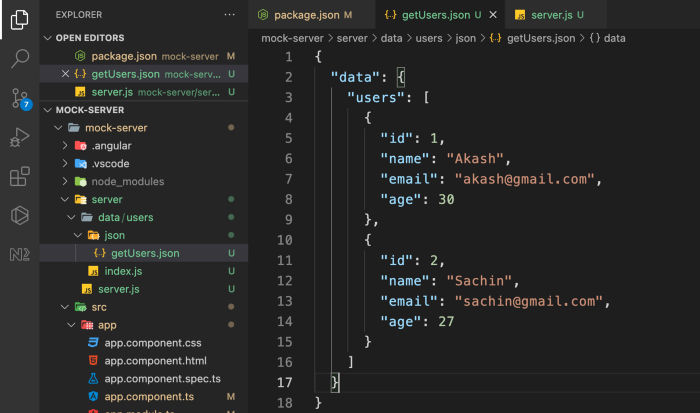 EXPLORER ...
OPEN EDITORS
package.json mock-server M
getUsers.json mock-serv... U
server.js mock-server/ser... U
MOCK-SERVER
mock-server
.angular
.vscode
node_modules
server
data/users
json
getUsers.json U
index.js U
server.js U
src
app
app.component.css
app.component.html
app.component.spec.ts
app.component.ts M
app.module.ts
7
package.json M
getUsers.json U
server.js U
mock-server > server > data > users > json > {..} getUsers.json > {} data
1 {
2 "data": {
3 "users": [
4 {
5 "id": 1,
6 "name": "Akash",
7 "email": "akash@gmail.com",
8 "age": 30
9 },
10 {
11 "id": 2,
12 "name": "Sachin",
13 "email": "sachin@gmail.com",
14 "age": 27
15 }
16 ]
17 }
18 }